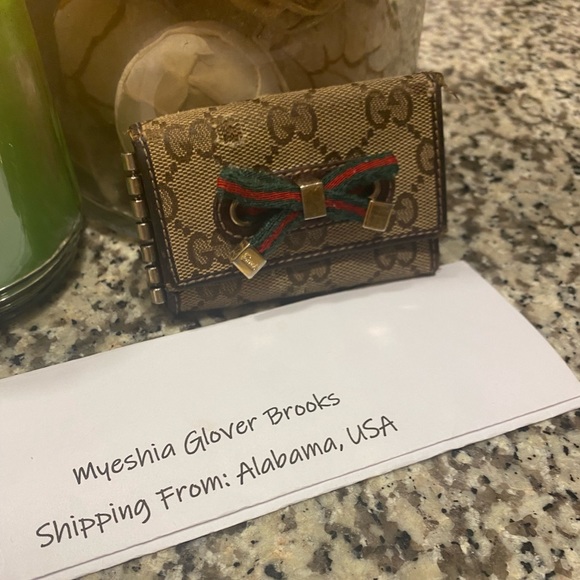 Myeshia Glover Brooks
Shipping From: Alabama, USA